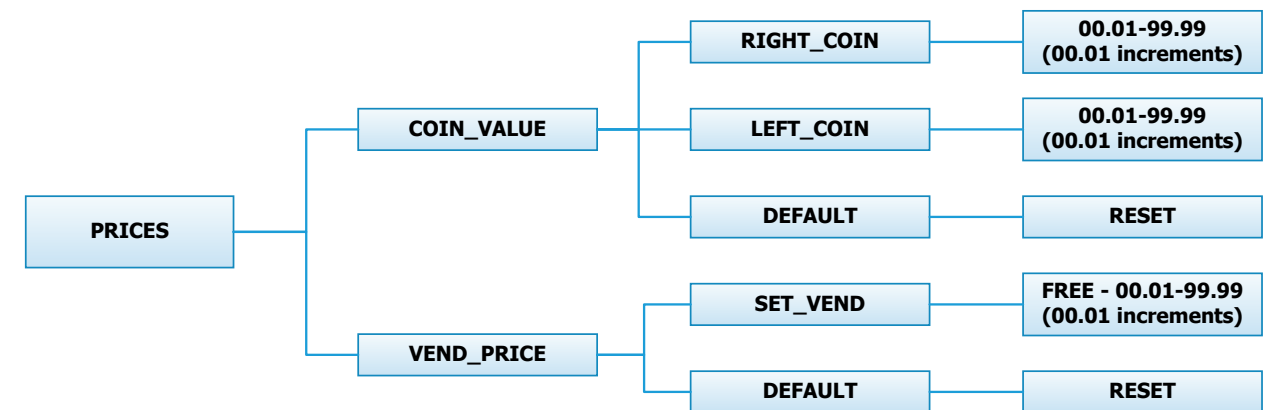 PRICES
COIN_VALUE
RIGHT_COIN
00.01-99.99
(00.01 increments)
LEFT_COIN
00.01-99.99
(00.01 increments)
DEFAULT
RESET
VEND_PRICE
SET_VEND
FREE - 00.01-99.99
(00.01 increments)
DEFAULT
RESET